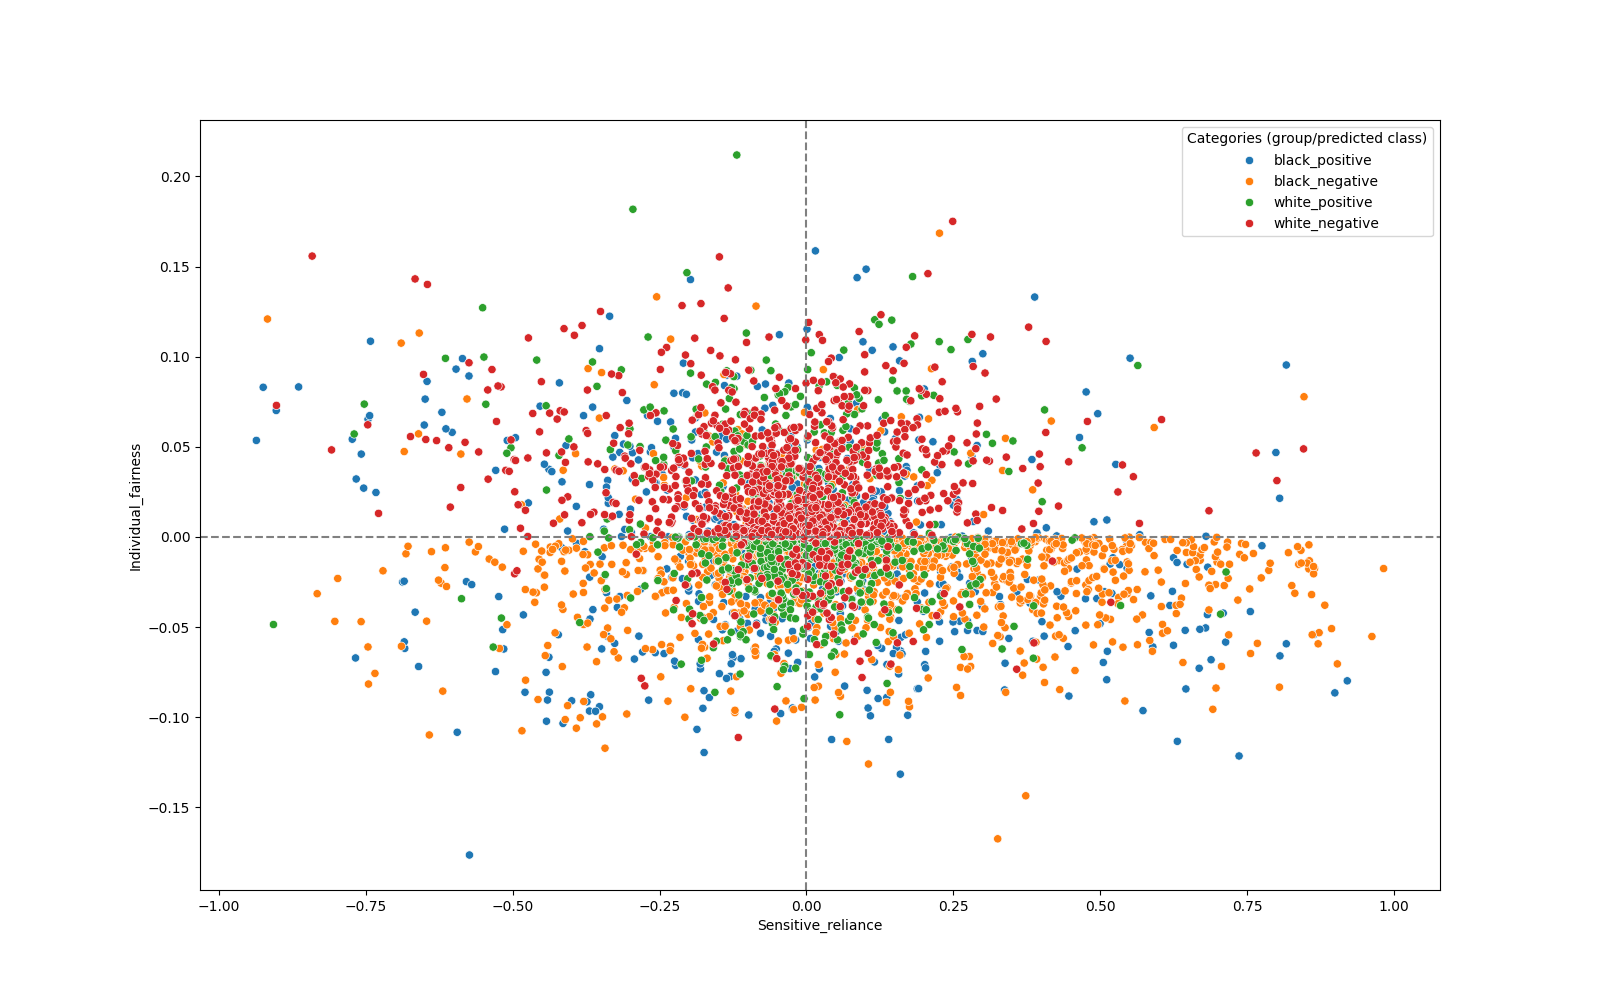 Categories (group/predicted class)
black_positive
black_negative
white_positive
white_negative
0.20
0.15
0.10
0.05
0.00
−0.05
−0.10
−0.15
Individual_fairness
−1.00 −0.75 −0.50 −0.25 0.00 0.25 0.50 0.75 1.00
Sensitive_reliance